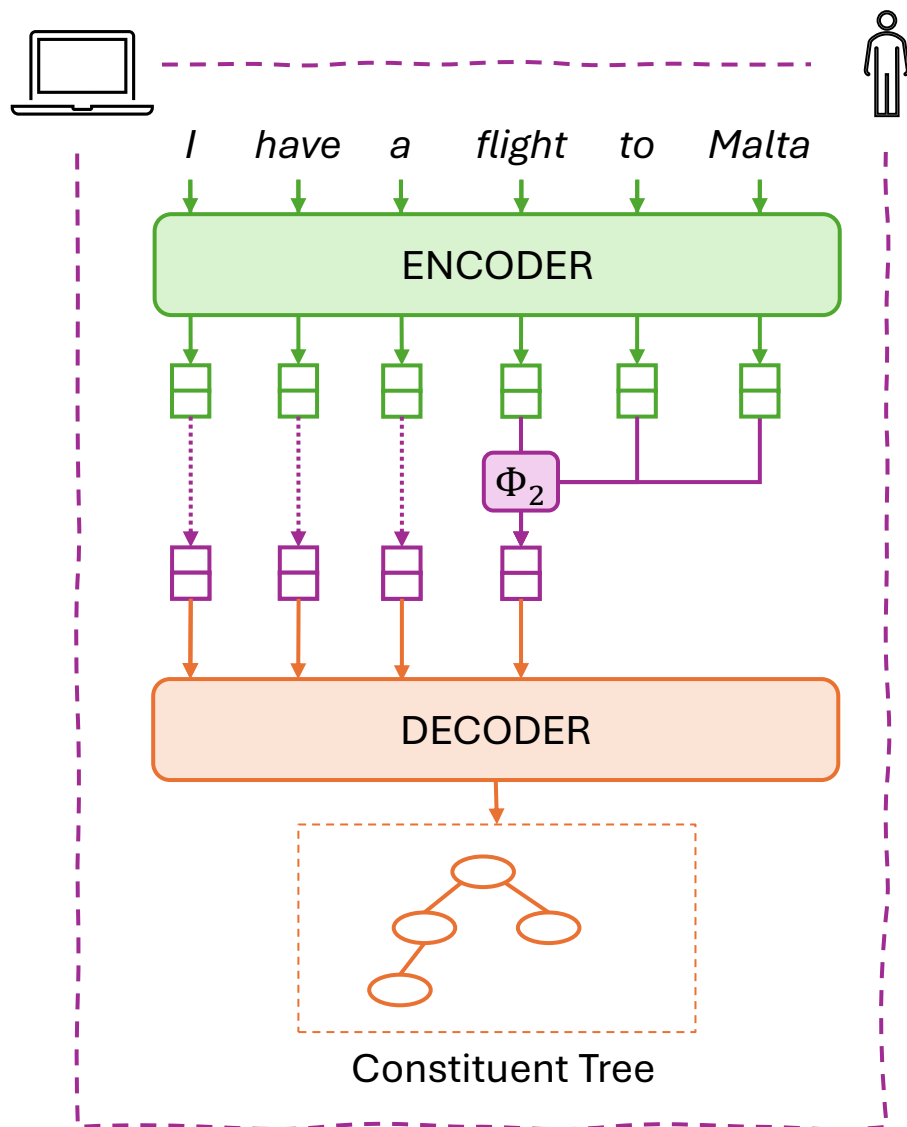 I have a flight to Malta
ENCODER
Φ₂
DECODER
Constituent Tree